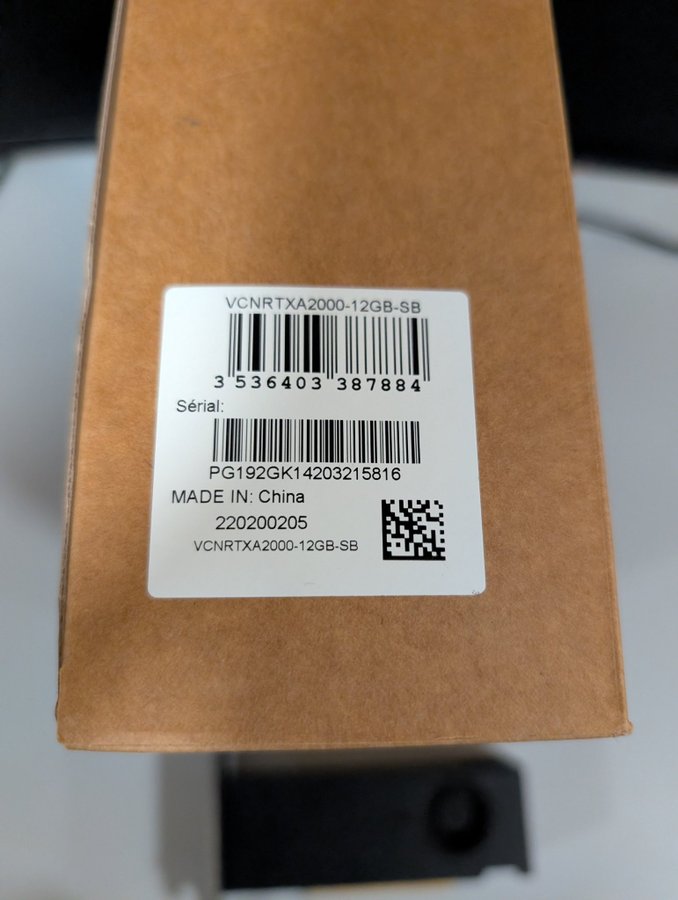 VCNRTXA2000-12GB-SB
3 536403 387884
Sérial:
PG192GK14203215816
MADE IN: China
220200205
VCNRTXA2000-12GB-SB